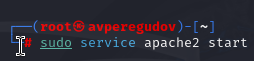 ┌──(root㉿avperegudov)-[~]
└─# sudo service apache2 start